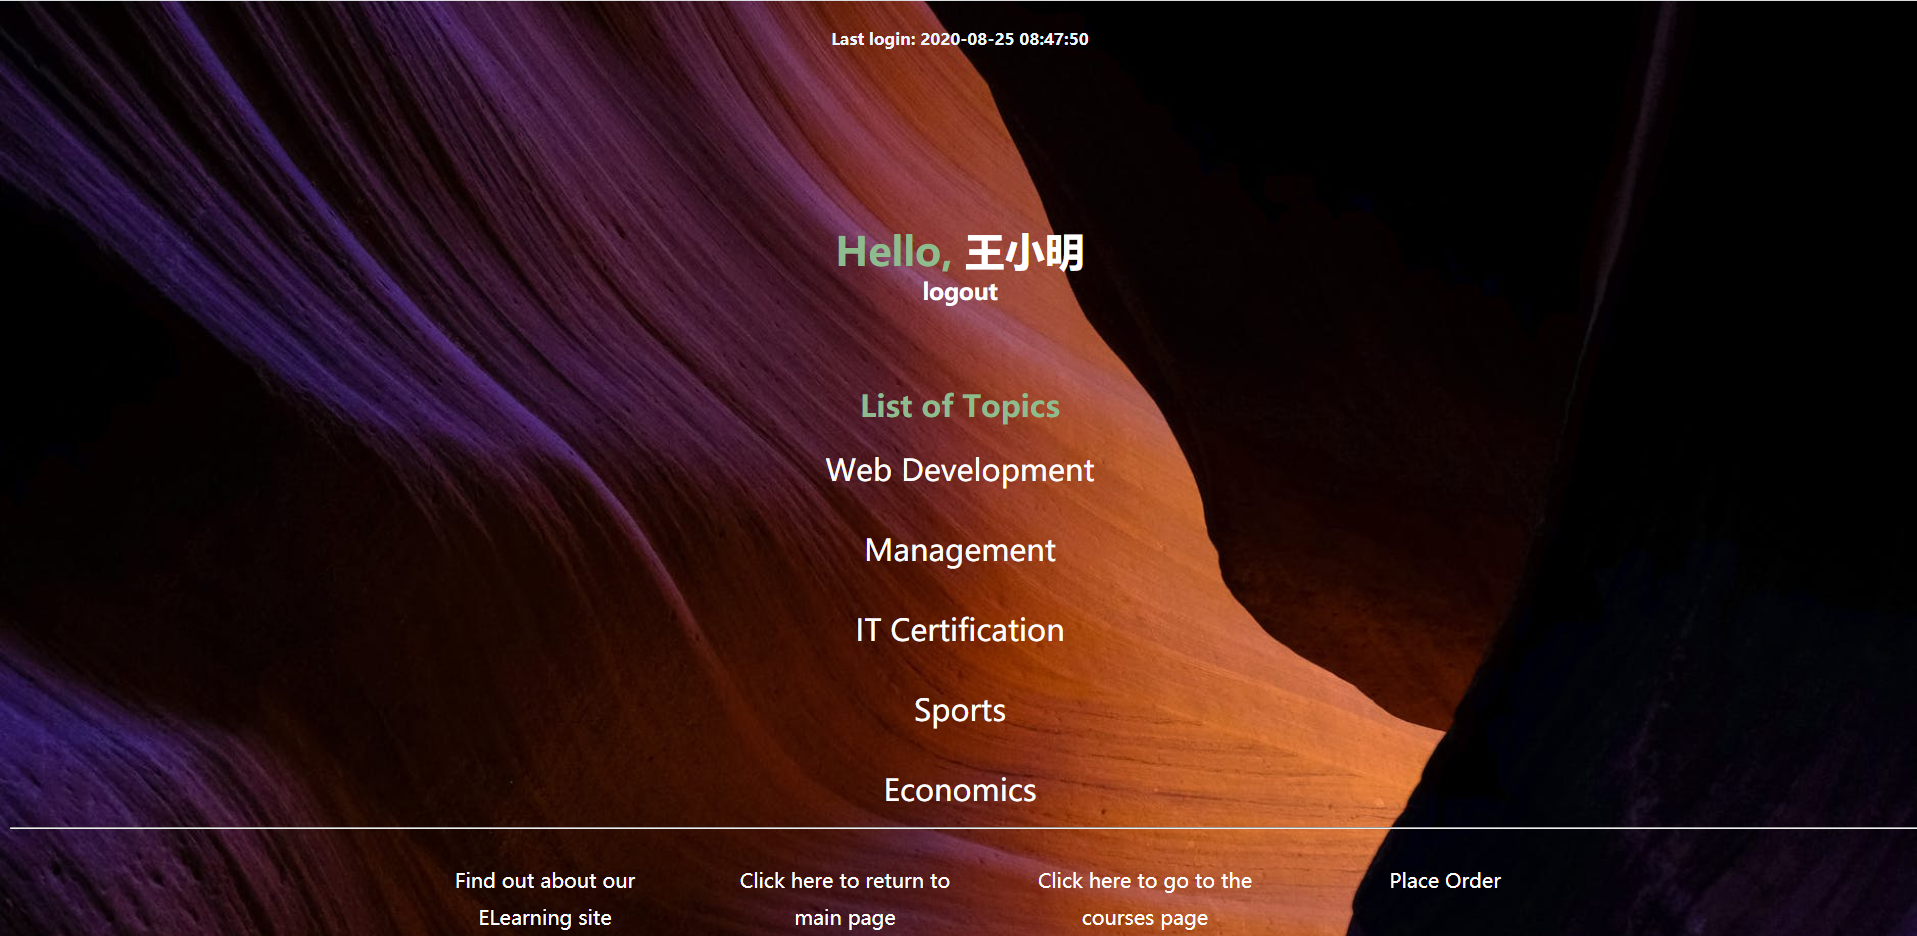 Last login: 2020-08-25 08:47:50
Hello, 王小明
logout
List of Topics
Web Development
Management
IT Certification
Sports
Economics
Find out about our
ELearning site
Click here to return to
main page
Click here to go to the
courses page
Place Order